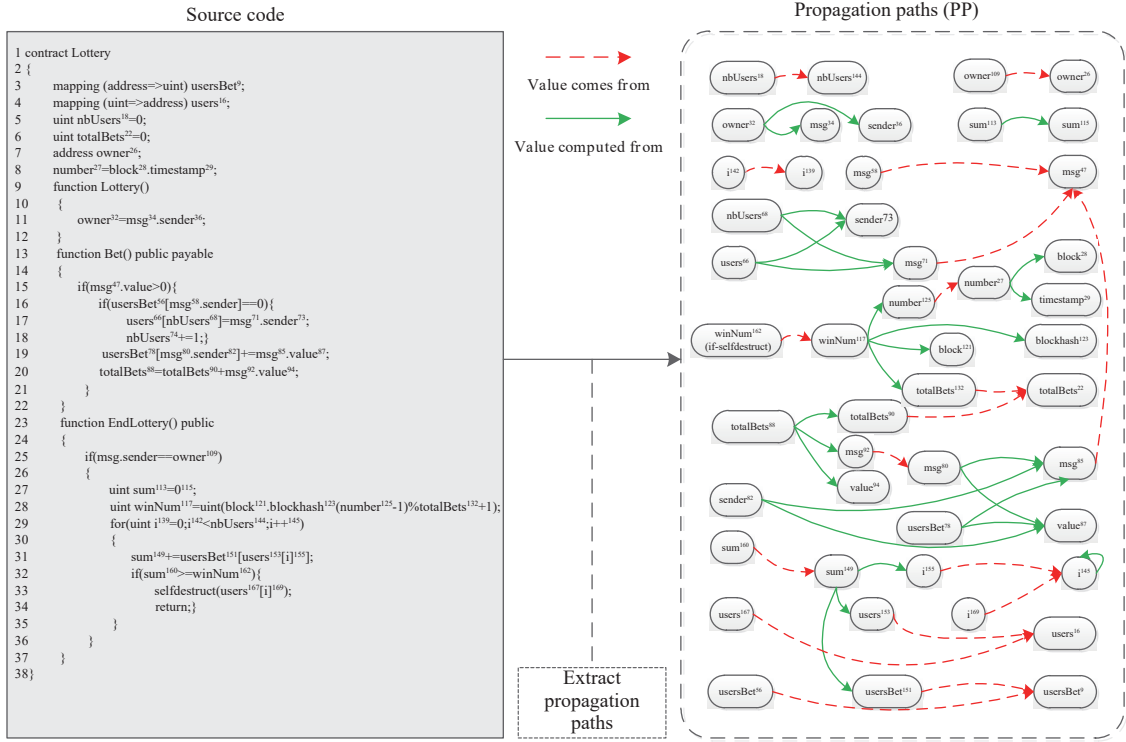 Source code
1 contract Lottery
2 {
3 mapping (address=>uint) usersBet⁹;
4 mapping (uint=>address) users¹⁶;
5 uint nbUsers¹⁸=0;
6 uint totalBets²²=0;
7 address owner²⁶;
8 number²⁷=block²⁸.timestamp²⁹;
9 function Lottery()
10 {
11 owner³²=msg³⁴.sender³⁶;
12 }
13 function Bet() public payable
14 {
15 if(msg⁴⁷.value>0){
16 if(usersBet⁵⁶[msg⁵⁸.sender]==0){
17 users⁶⁶[nbUsers⁶⁸]=msg⁷¹.sender⁷³;
18 nbUsers⁷⁴+=1;}
19 usersBet⁷⁸[msg⁸⁰.sender⁸²]+=msg⁸⁵.value⁸⁷;
20 totalBets⁸⁸=totalBets⁹⁰+msg⁹².value⁹⁴;
21 }
22 }
23 function EndLottery() public
24 {
25 if(msg.sender==owner¹⁰⁹)
26 {
27 uint sum¹¹³=0¹¹⁵;
28 uint winNum¹¹⁷=uint(block¹²¹.blockhash¹²³(number¹²⁵-1)%totalBets¹³²+1);
29 for(uint i¹³⁹=0;i¹⁴²<nbUsers¹⁴⁴;i++¹⁴⁵)
30 {
31 sum¹⁴⁹+=usersBet¹⁵¹[users¹⁵³[i]¹⁵⁵];
32 if(sum¹⁶⁰>=winNum¹⁶²){
33 selfdestruct(users¹⁶⁷[i]¹⁶⁹);
34 return;}
35 }
36 }
37 }
38}
Value comes from
Value computed from
Extract
propagation
paths
Propagation paths (PP)
nbUsers¹⁸ nbUsers¹⁴⁴ owner¹⁰⁹ owner²⁶
owner³² msg³⁴ sender³⁶ sum¹¹³ sum¹¹⁵
i¹⁴² i¹³⁹ msg⁵⁸ msg⁴⁷
nbUsers⁶⁸ sender73
users⁶⁶ msg⁷¹ block²⁸
number²⁷
number¹²⁵ timestamp²⁹
winNum¹⁶²
(if-selfdestruct)
winNum¹¹⁷ block¹²¹ blockhash¹²³
totalBets¹³² totalBets²²
totalBets⁹⁰
totalBets⁸⁸
msg⁹² msg⁸⁰ msg⁸⁵
value⁹⁴
sender⁸²
usersBet⁷⁸ value⁸⁷
sum¹⁶⁰
sum¹⁴⁹ i¹⁵⁵ i¹⁴⁵
users¹⁶⁷ users¹⁵³ i¹⁶⁹ users¹⁶
usersBet⁵⁶ usersBet¹⁵¹ usersBet⁹